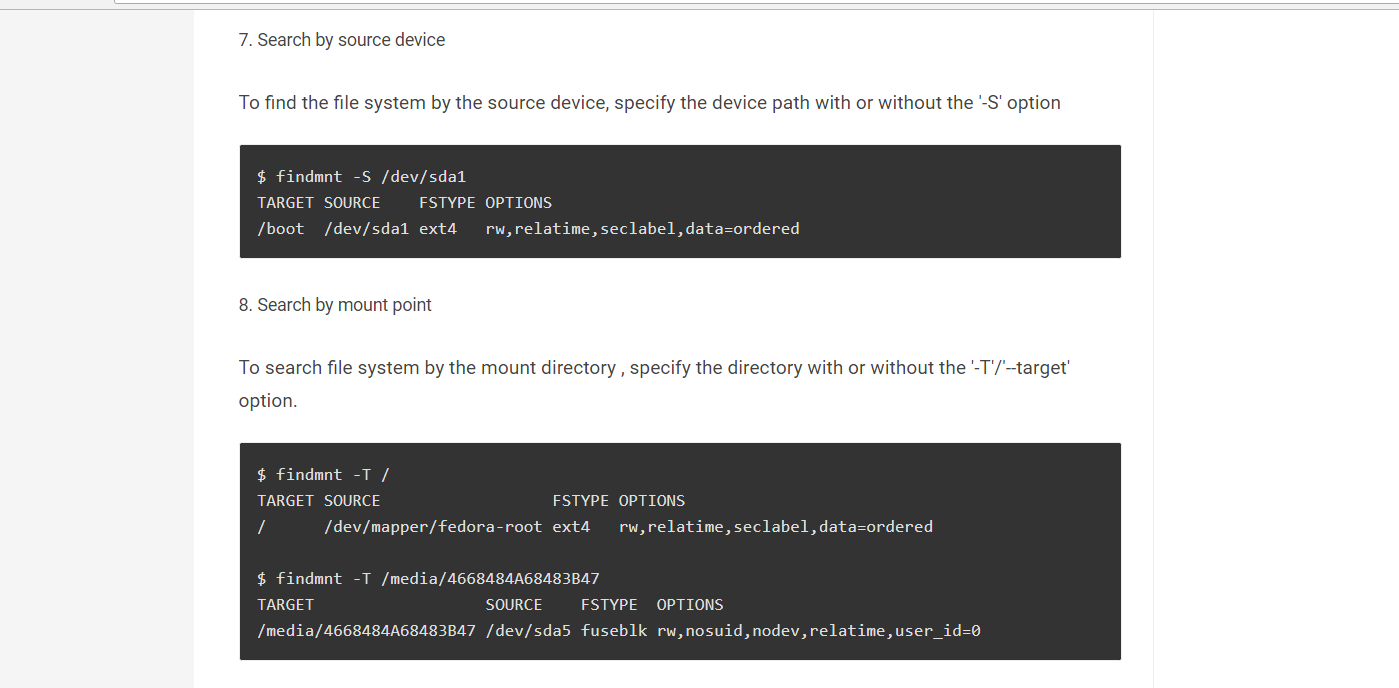 7. Search by source device
To find the file system by the source device, specify the device path with or without the '-S' option
$ findmnt -S /dev/sda1
TARGET SOURCE    FSTYPE OPTIONS
/boot  /dev/sda1 ext4   rw,relatime,seclabel,data=ordered
8. Search by mount point
To search file system by the mount directory , specify the directory with or without the '-T'/'--target'
option.
$ findmnt -T /
TARGET SOURCE                  FSTYPE OPTIONS
/      /dev/mapper/fedora-root ext4   rw,relatime,seclabel,data=ordered
$ findmnt -T /media/4668484A68483B47
TARGET                  SOURCE    FSTYPE  OPTIONS
/media/4668484A68483B47 /dev/sda5 fuseblk rw,nosuid,nodev,relatime,user_id=0